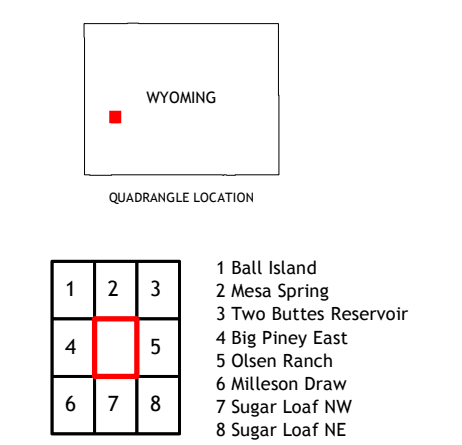 WYOMING
QUADRANGLE LOCATION
1 2 3
4 5
6 7 8
1 Ball Island
2 Mesa Spring
3 Two Buttes Reservoir
4 Big Piney East
5 Olsen Ranch
6 Milleson Draw
7 Sugar Loaf NW
8 Sugar Loaf NE